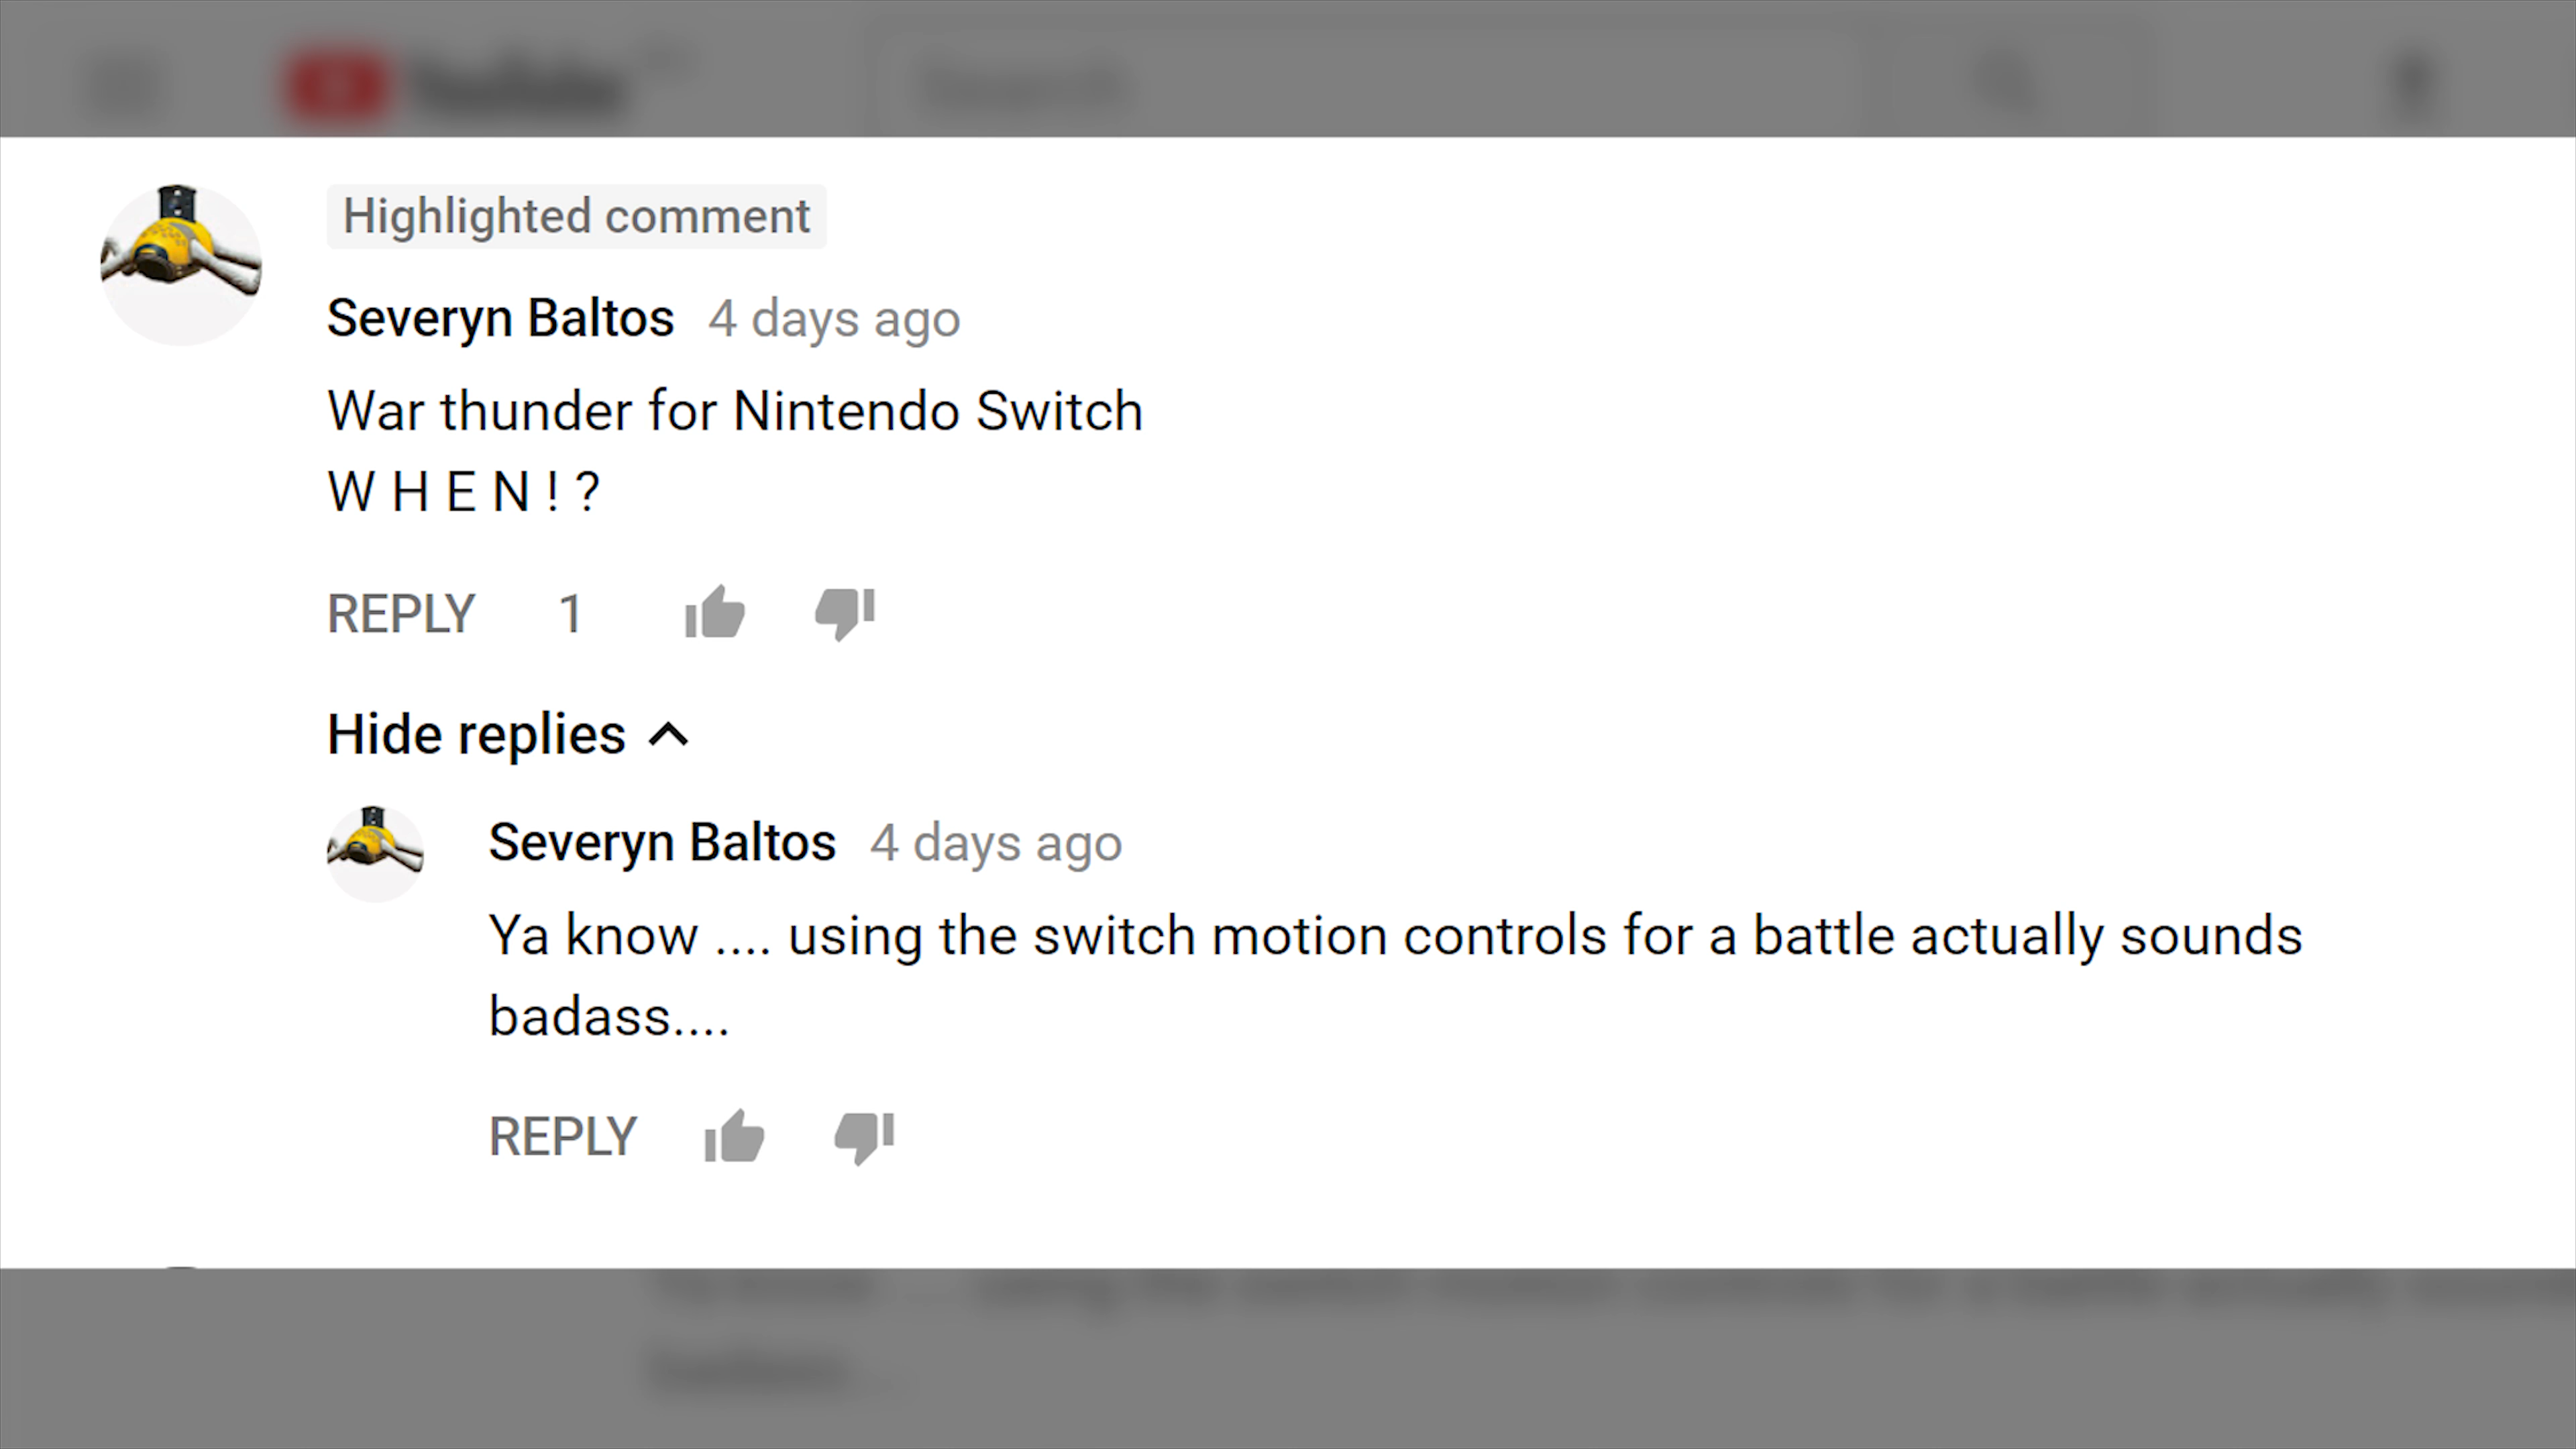 Highlighted comment
Severyn Baltos 4 days ago
War thunder for Nintendo Switch
W H E N ! ?
REPLY 1
Hide replies
Severyn Baltos 4 days ago
Ya know .... using the switch motion controls for a battle actually sounds
badass....
REPLY